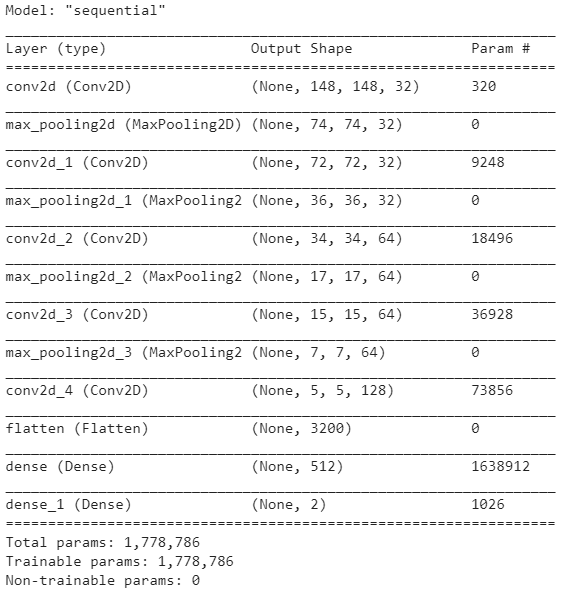 Model: "sequential"
Layer (type) Output Shape Param #
conv2d (Conv2D) (None, 148, 148, 32) 320
max_pooling2d (MaxPooling2D) (None, 74, 74, 32) 0
conv2d_1 (Conv2D) (None, 72, 72, 32) 9248
max_pooling2d_1 (MaxPooling2 (None, 36, 36, 32) 0
conv2d_2 (Conv2D) (None, 34, 34, 64) 18496
max_pooling2d_2 (MaxPooling2 (None, 17, 17, 64) 0
conv2d_3 (Conv2D) (None, 15, 15, 64) 36928
max_pooling2d_3 (MaxPooling2 (None, 7, 7, 64) 0
conv2d_4 (Conv2D) (None, 5, 5, 128) 73856
flatten (Flatten) (None, 3200) 0
dense (Dense) (None, 512) 1638912
dense_1 (Dense) (None, 2) 1026
Total params: 1,778,786
Trainable params: 1,778,786
Non-trainable params: 0